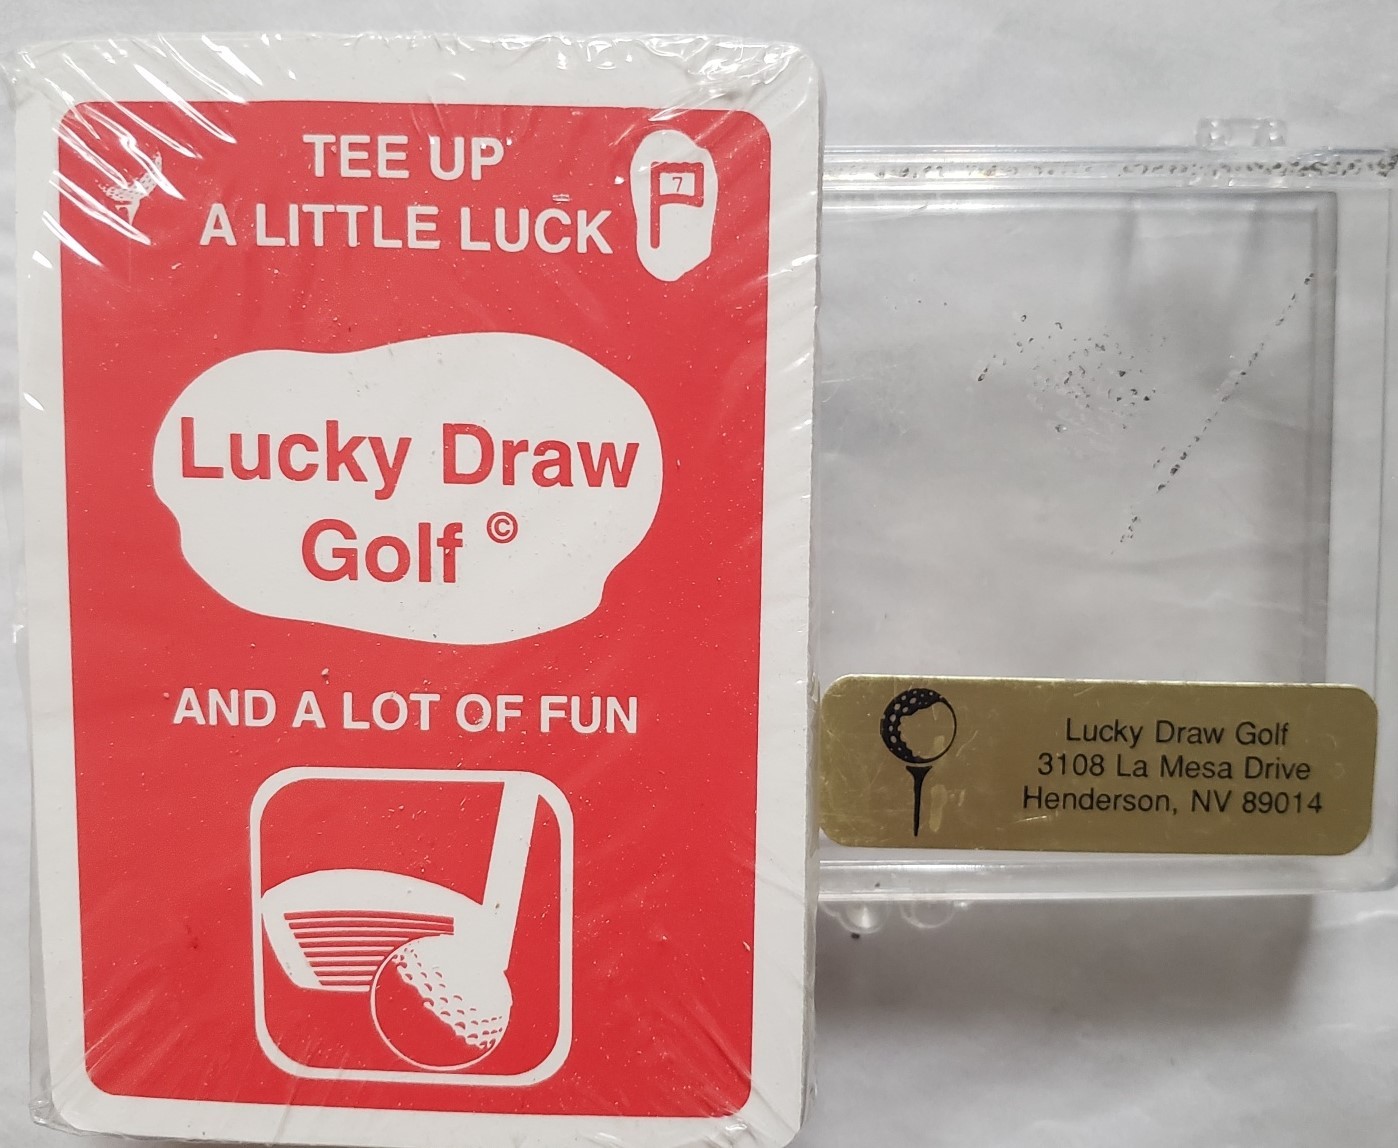 TEE UP
A LITTLE LUCK
7
Lucky Draw
Golf ©
AND A LOT OF FUN
Lucky Draw Golf
3108 La Mesa Drive
Henderson, NV 89014